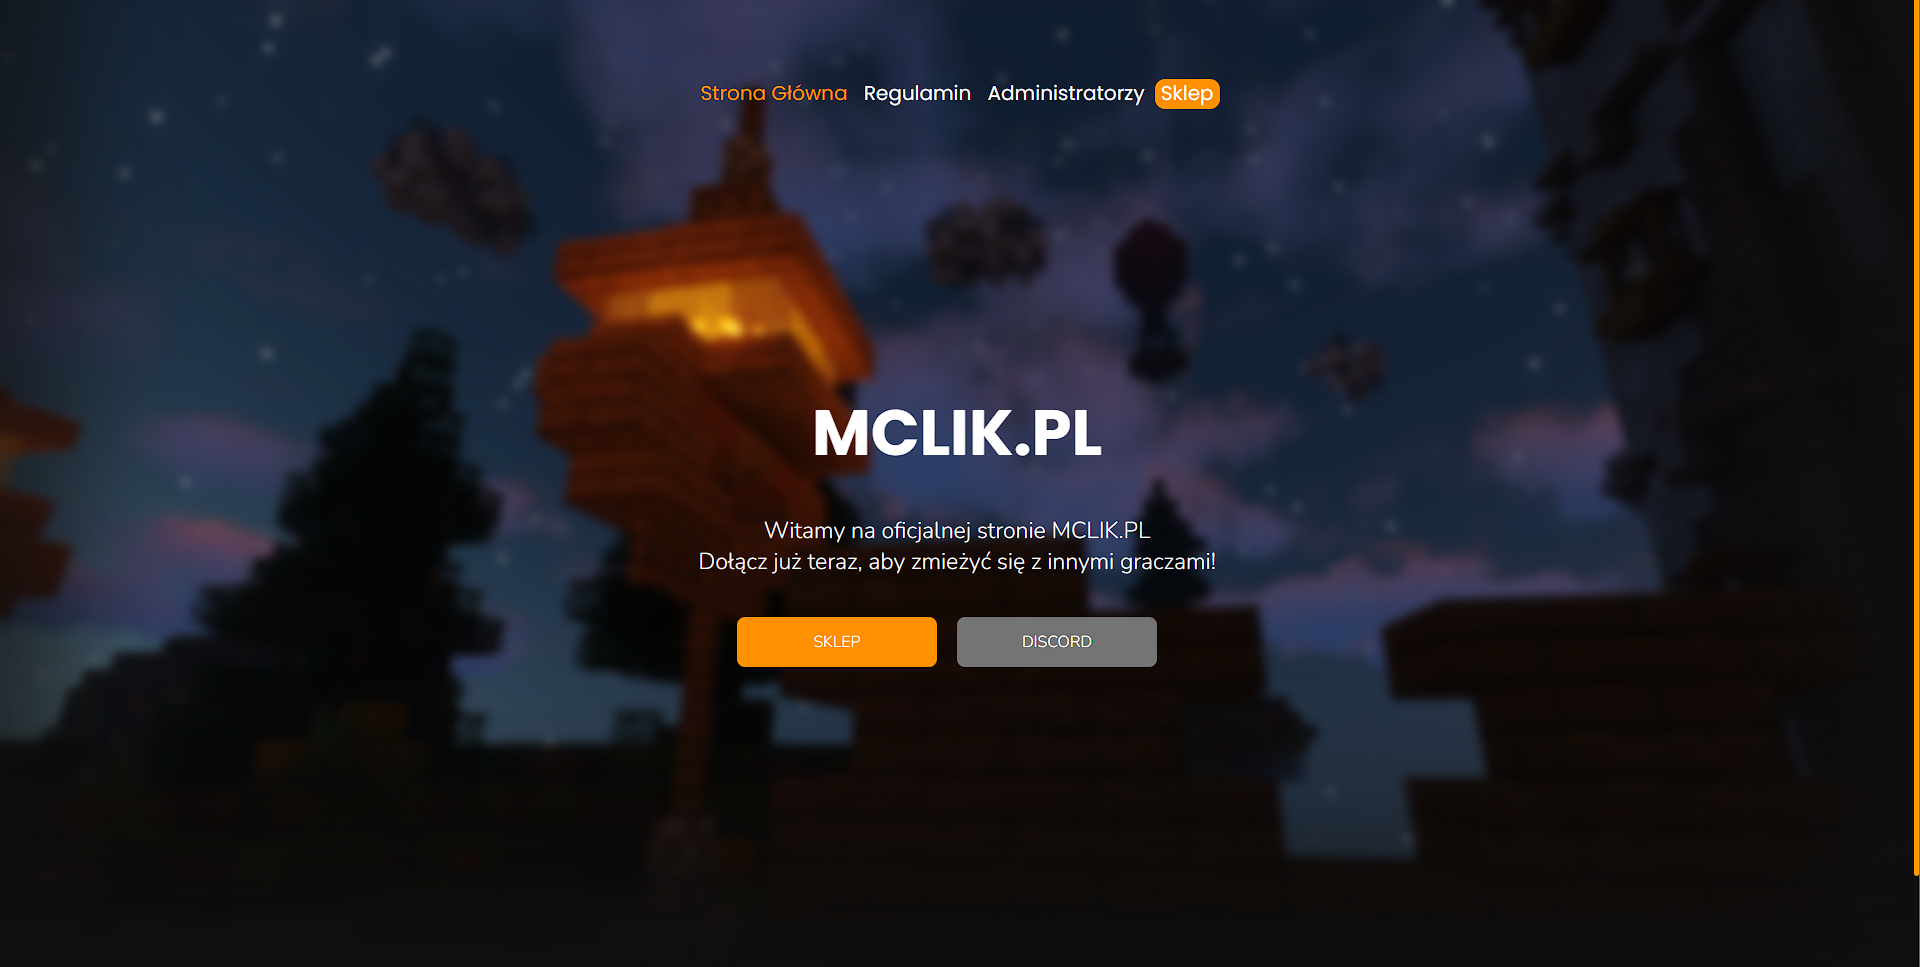 Strona Główna Regulamin Administratorzy Sklep
MCLIK.PL
Witamy na oficjalnej stronie MCLIK.PL
Dołącz już teraz, aby zmieżyć się z innymi graczami!
SKLEP DISCORD